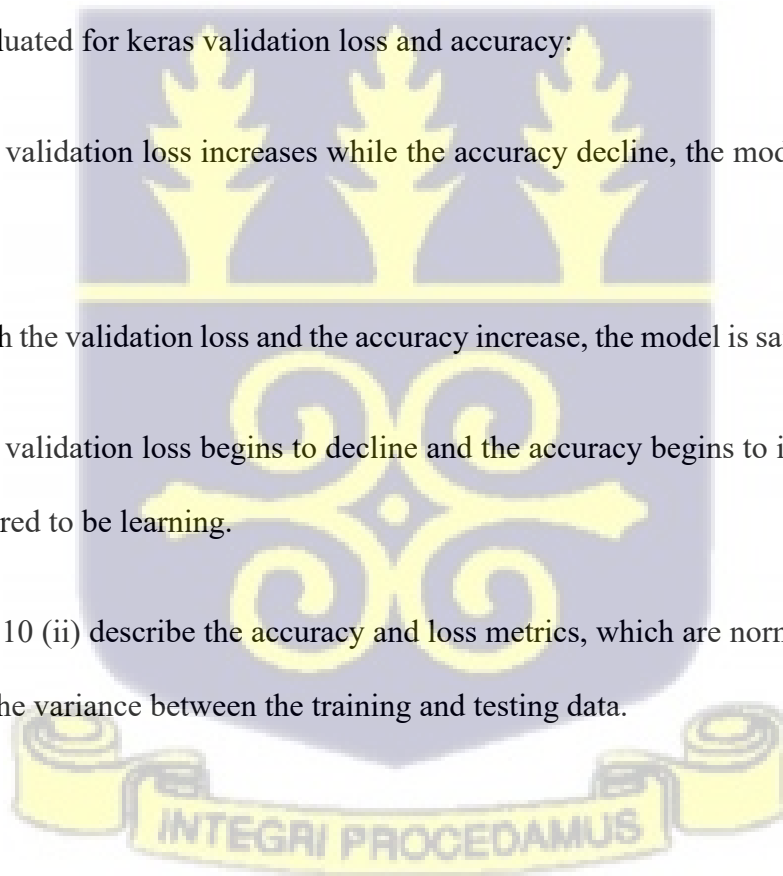 luated for keras validation loss and accuracy:
validation loss increases while the accuracy decline, the mod
h the validation loss and the accuracy increase, the model is sa
validation loss begins to decline and the accuracy begins to i
red to be learning.
10 (ii) describe the accuracy and loss metrics, which are norn
he variance between the training and testing data.
INTEGRI PROCEDAMUS